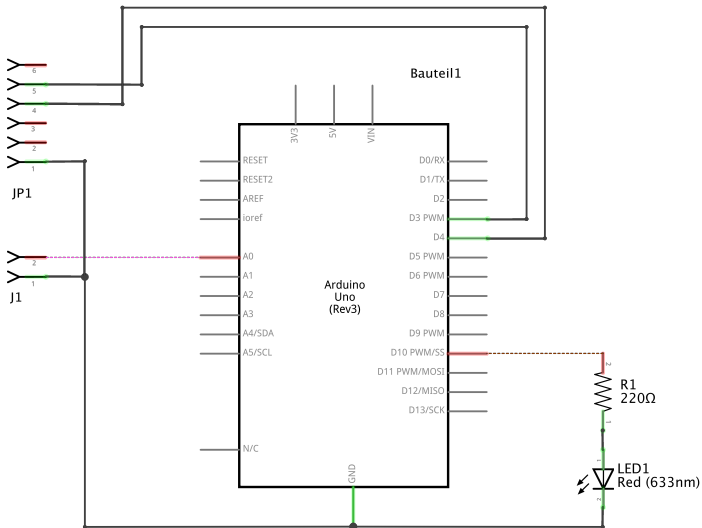 Bauteil1
3V3
5V
VIN
6
5
4
3
2
1
JP1
2
1
J1
RESET
RESET2
AREF
ioref
A0
A1
A2
A3
A4/SDA
A5/SCL
N/C
Arduino
Uno
(Rev3)
D0/RX
D1/TX
D2
D3 PWM
D4
D5 PWM
D6 PWM
D7
D8
D9 PWM
D10 PWM/SS
D11 PWM/MOSI
D12/MISO
D13/SCK
GND
2
R1
220Ω
1
1
LED1
Red (633nm)
2